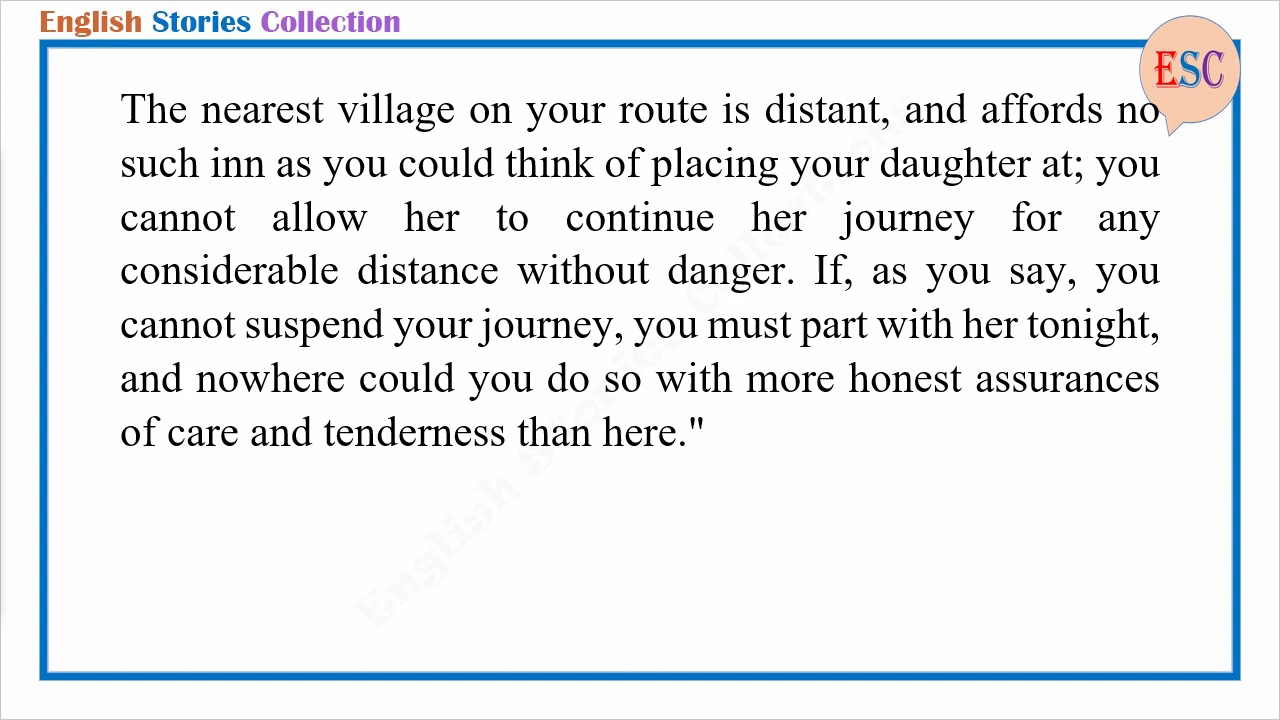 English Stories Collection
ESC
The nearest village on your route is distant, and affords no
such inn as you could think of placing your daughter at; you
cannot allow her to continue her journey for any
considerable distance without danger. If, as you say, you
cannot suspend your journey, you must part with her tonight,
and nowhere could you do so with more honest assurances
of care and tenderness than here."
English Stories Collection